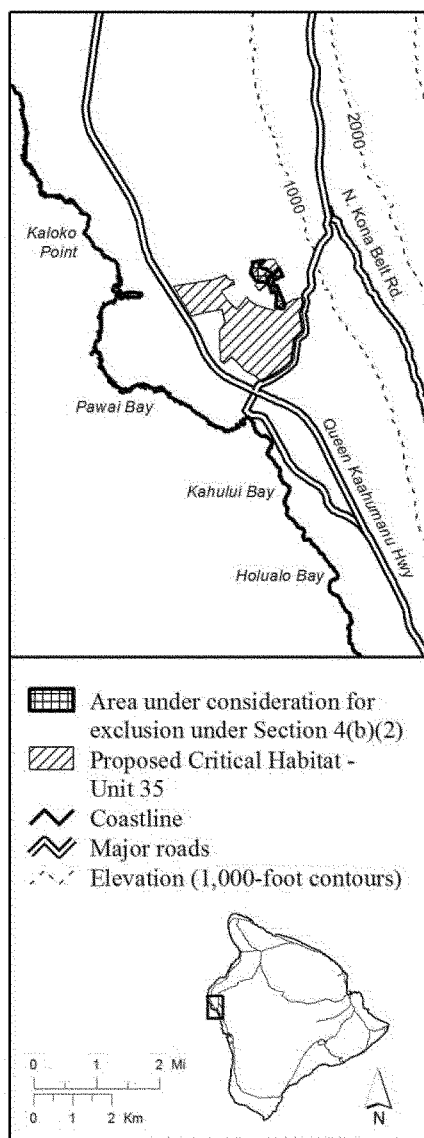 2000
1000
Kaloko
Point
N. Kona Belt Rd
Pawai Bay
Queen Kaahumanu Hwy
Kahului Bay
Holualo Bay
Area under consideration for
exclusion under Section 4(b)(2)
Proposed Critical Habitat -
Unit 35
Coastline
Major roads
Elevation (1,000-foot contours)
0 1 2 Mi
0 1 2 Km
N